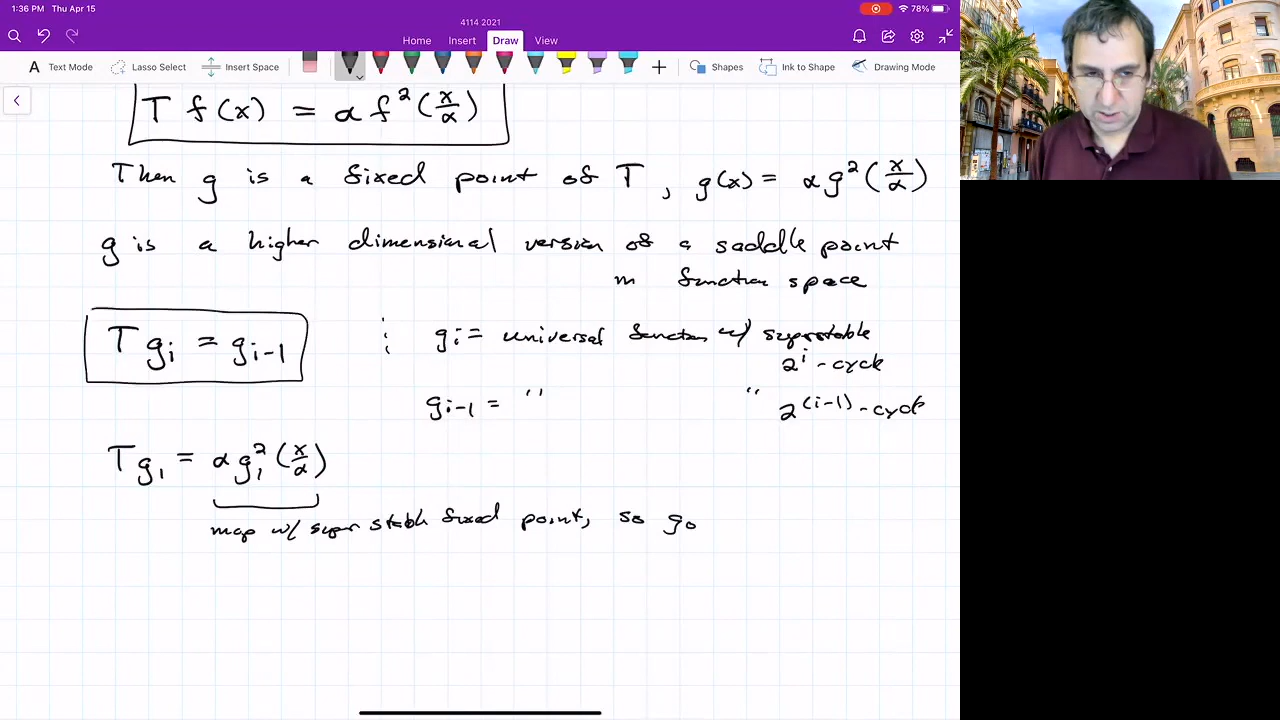 1:36 PM Thu Apr 15
78%
4114 2021
Home Insert Draw View
Text Mode Lasso Select Insert Space Shapes Ink to Shape Drawing Mode
T f(x) = α f²(x/α)
Then g is a fixed point of T, g(x) = αg²(x/α)
g is a higher dimensional version of a saddle point
in function space
T gᵢ = gᵢ₋₁ : gᵢ = universal function w/ superstable
2ⁱ-cycle
gᵢ₋₁ = " " 2⁽ⁱ⁻¹⁾-cycle
T g₁ = α g₁²(x/α)
map w/ superstable fixed point, so g₀